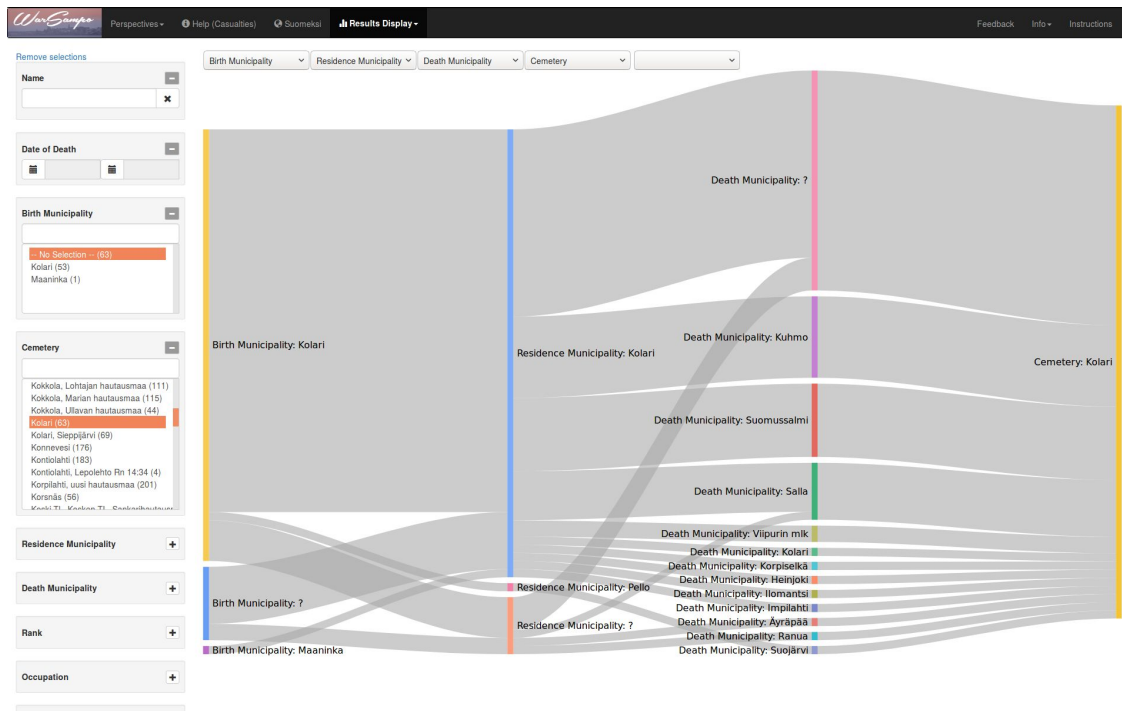 WarSampo Perspectives Help (Casualties) Suomeksi Results Display Feedback Info Instructions
Remove selections
Name
Date of Death
Birth Municipality
-- No Selection -- (63)
Kolari (53)
Maaninka (1)
Cemetery
Kokkola, Lohtajan hautausmaa (111)
Kokkola, Marian hautausmaa (115)
Kokkola, Ullavan hautausmaa (44)
Kolari (63)
Kolari, Sieppijärvi (69)
Konnevesi (176)
Kontiolahti (183)
Kontiolahti, Lepolehto Rn 14:34 (4)
Korpilahti, uusi hautausmaa (201)
Korsnäs (56)
Residence Municipality
Death Municipality
Rank
Occupation
Birth Municipality Residence Municipality Death Municipality Cemetery
Birth Municipality: Kolari
Birth Municipality: ?
Birth Municipality: Maaninka
Residence Municipality: Kolari
Residence Municipality: Pello
Residence Municipality: ?
Death Municipality: ?
Death Municipality: Kuhmo
Death Municipality: Suomussalmi
Death Municipality: Salla
Death Municipality: Viipurin mlk
Death Municipality: Kolari
Death Municipality: Korpiselkä
Death Municipality: Heinjoki
Death Municipality: Ilomantsi
Death Municipality: Impilahti
Death Municipality: Äyräpää
Death Municipality: Ranua
Death Municipality: Suojärvi
Cemetery: Kolari